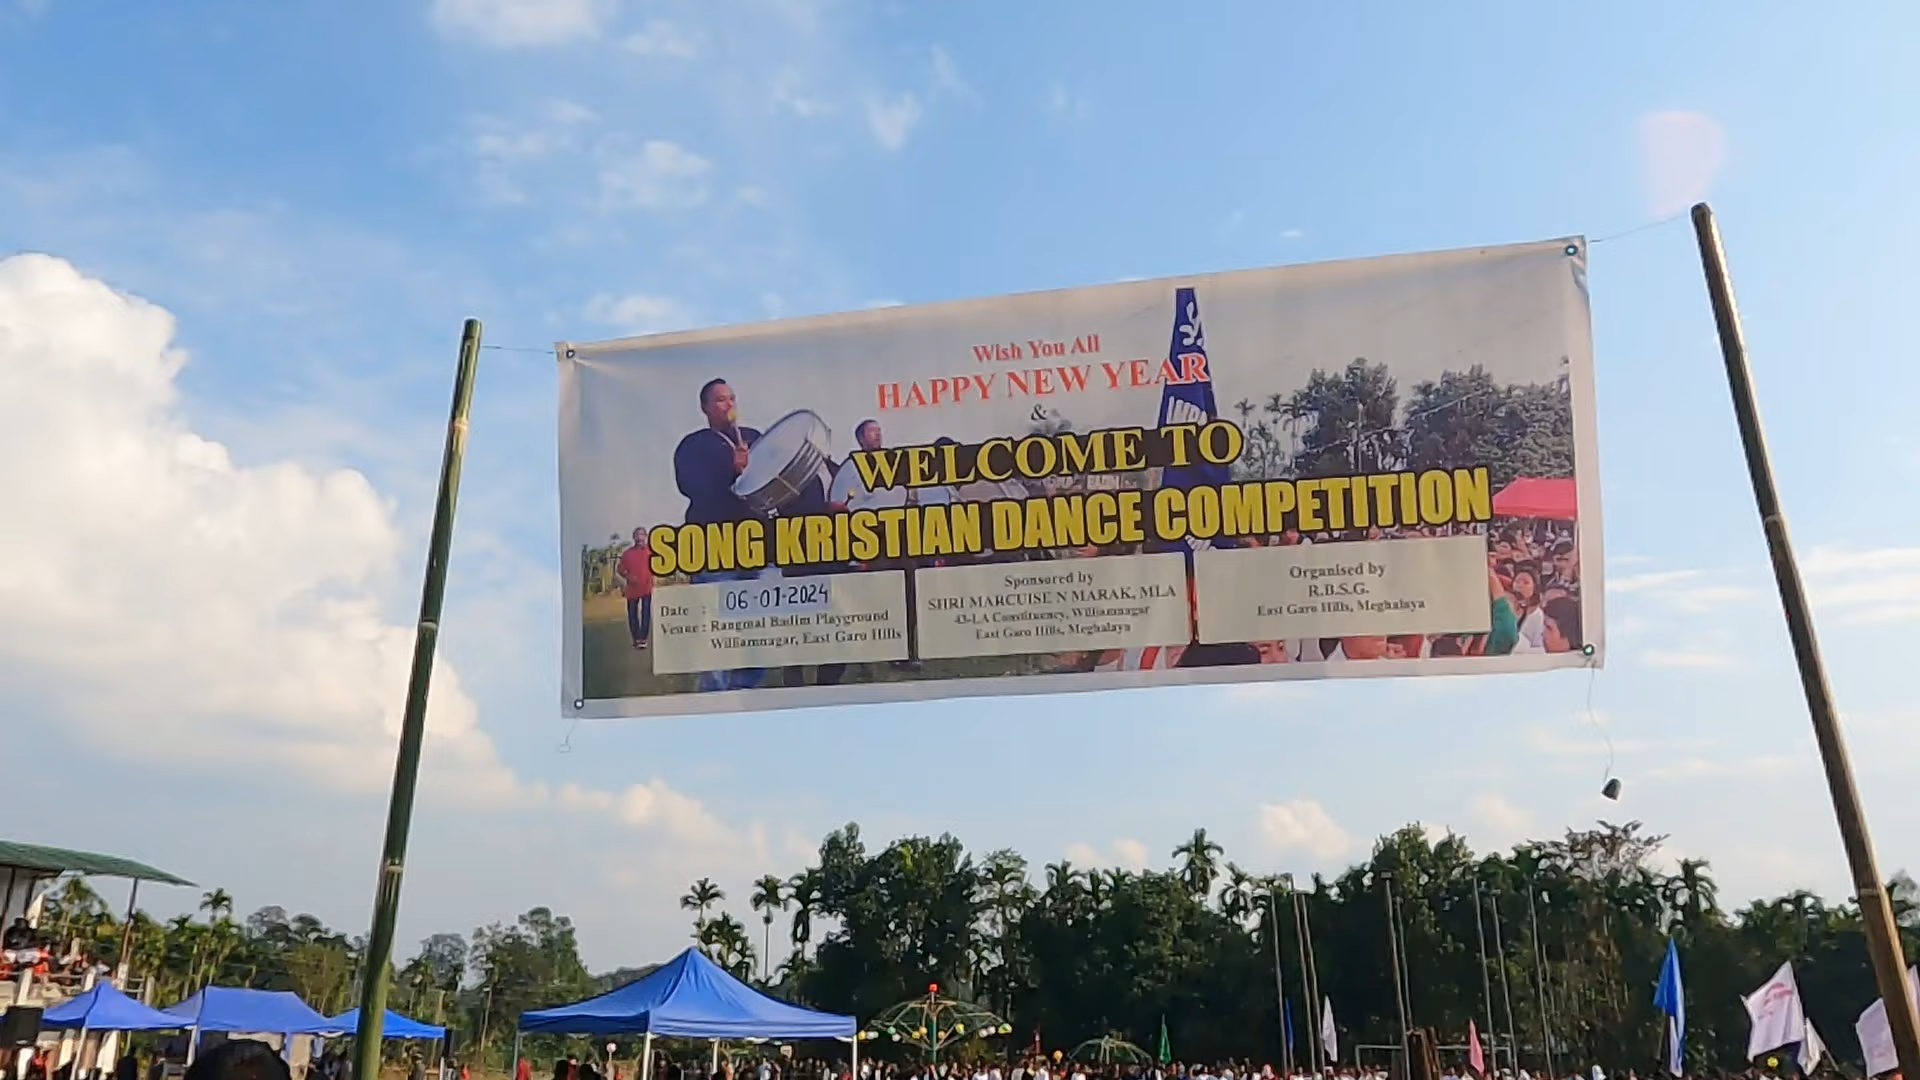 Wish You All
HAPPY NEW YEAR
&
WELCOME TO
SONG KRISTIAN DANCE COMPETITION
Date : 06-01-2024
Venue : Rangmal Badim Playground
Williamnagar, East Garo Hills
Sponsored by
SHRI MARCUISE N MARAK, MLA
43-LA Constituency, Williamnagar
East Garo Hills, Meghalaya
Organised by
R.B.S.G.
East Garo Hills, Meghalaya